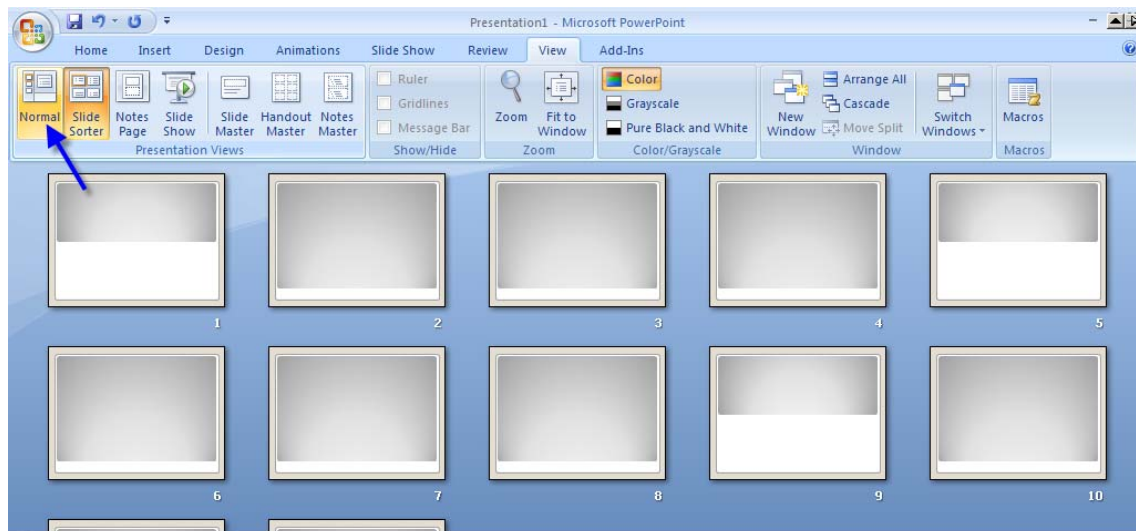 Presentation1 - Microsoft PowerPoint
Home Insert Design Animations Slide Show Review View Add-Ins
Normal Slide Sorter Notes Page Slide Show Slide Master Handout Master Notes Master
Presentation Views
Ruler
Gridlines
Message Bar
Show/Hide
Zoom Fit to Window
Zoom
Color
Grayscale
Pure Black and White
Color/Grayscale
New Window
Arrange All
Cascade
Move Split
Switch Windows
Window
Macros
Macros
1 2 3 4 5
6 7 8 9 10